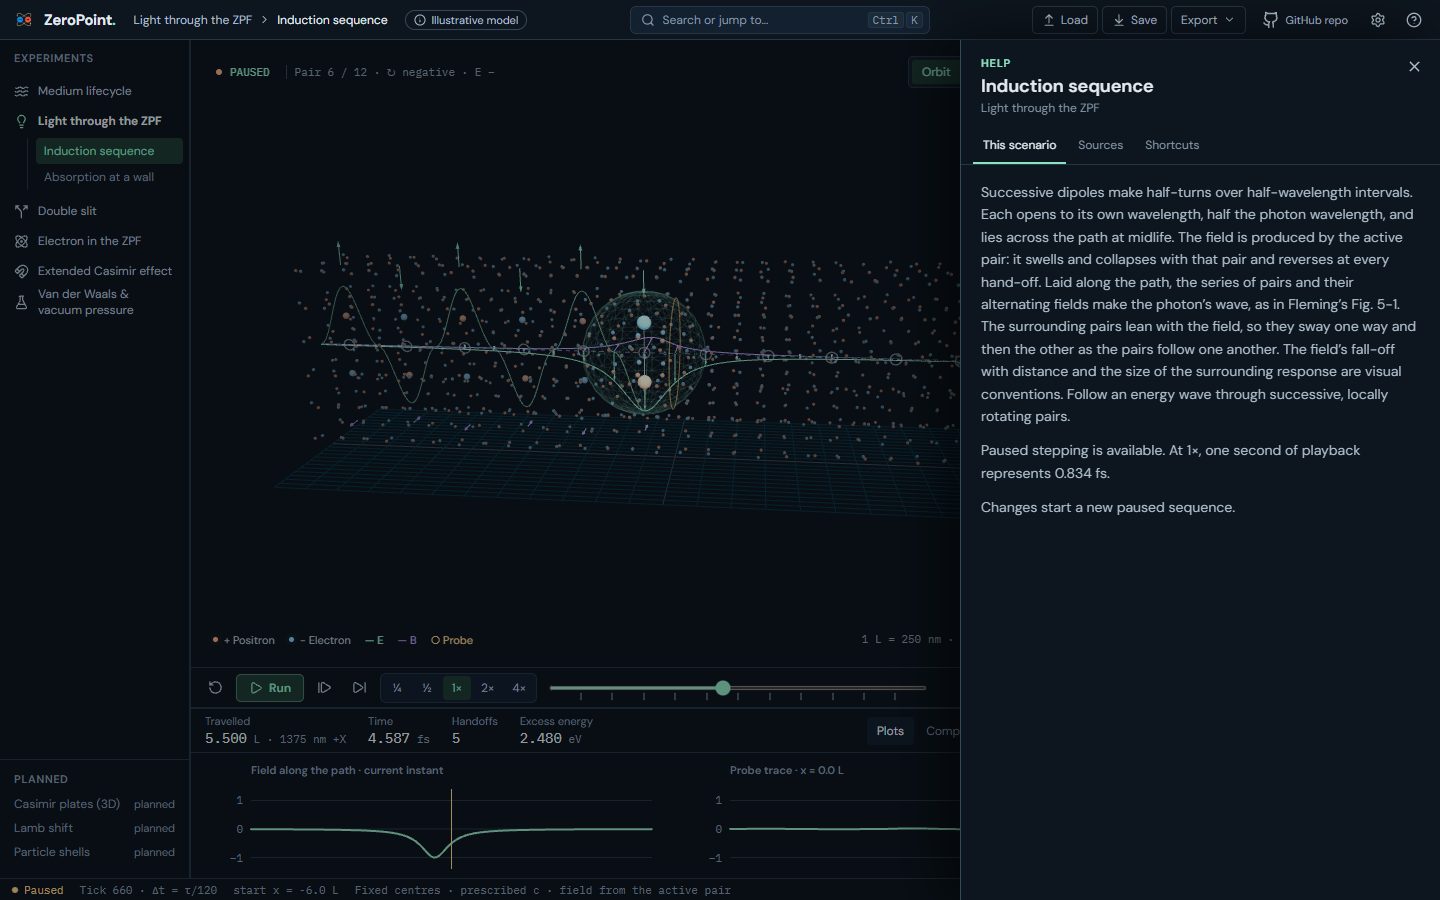 ZeroPoint.
Light through the ZPF > Induction sequence
Illustrative model
Search or jump to...
Ctrl K
Load
Save
Export
GitHub repo
EXPERIMENTS
Medium lifecycle
Light through the ZPF
Induction sequence
Absorption at a wall
Double slit
Electron in the ZPF
Extended Casimir effect
Van der Waals &
vacuum pressure
PLANNED
Casimir plates (3D) planned
Lamb shift planned
Particle shells planned
PAUSED
Pair 6 / 12 · ↻ negative · E −
Orbit
+ Positron
− Electron
— E
— B
Probe
1 L = 250 nm ·
Run
¼
½
1×
2×
4×
Travelled
5.500 L · 1375 nm +X
Time
4.587 fs
Handoffs
5
Excess energy
2.480 eV
Plots
Comp
Field along the path · current instant
1
0
−1
Probe trace · x = 0.0 L
1
0
−1
HELP
Induction sequence
Light through the ZPF
This scenario
Sources
Shortcuts
Successive dipoles make half-turns over half-wavelength intervals.
Each opens to its own wavelength, half the photon wavelength, and
lies across the path at midlife. The field is produced by the active
pair: it swells and collapses with that pair and reverses at every
hand-off. Laid along the path, the series of pairs and their
alternating fields make the photon's wave, as in Fleming's Fig. 5-1.
The surrounding pairs lean with the field, so they sway one way and
then the other as the pairs follow one another. The field's fall-off
with distance and the size of the surrounding response are visual
conventions. Follow an energy wave through successive, locally
rotating pairs.
Paused stepping is available. At 1×, one second of playback
represents 0.834 fs.
Changes start a new paused sequence.
Paused
Tick 660 · Δt = τ/120
start x = -6.0 L
Fixed centres · prescribed c · field from the active pair